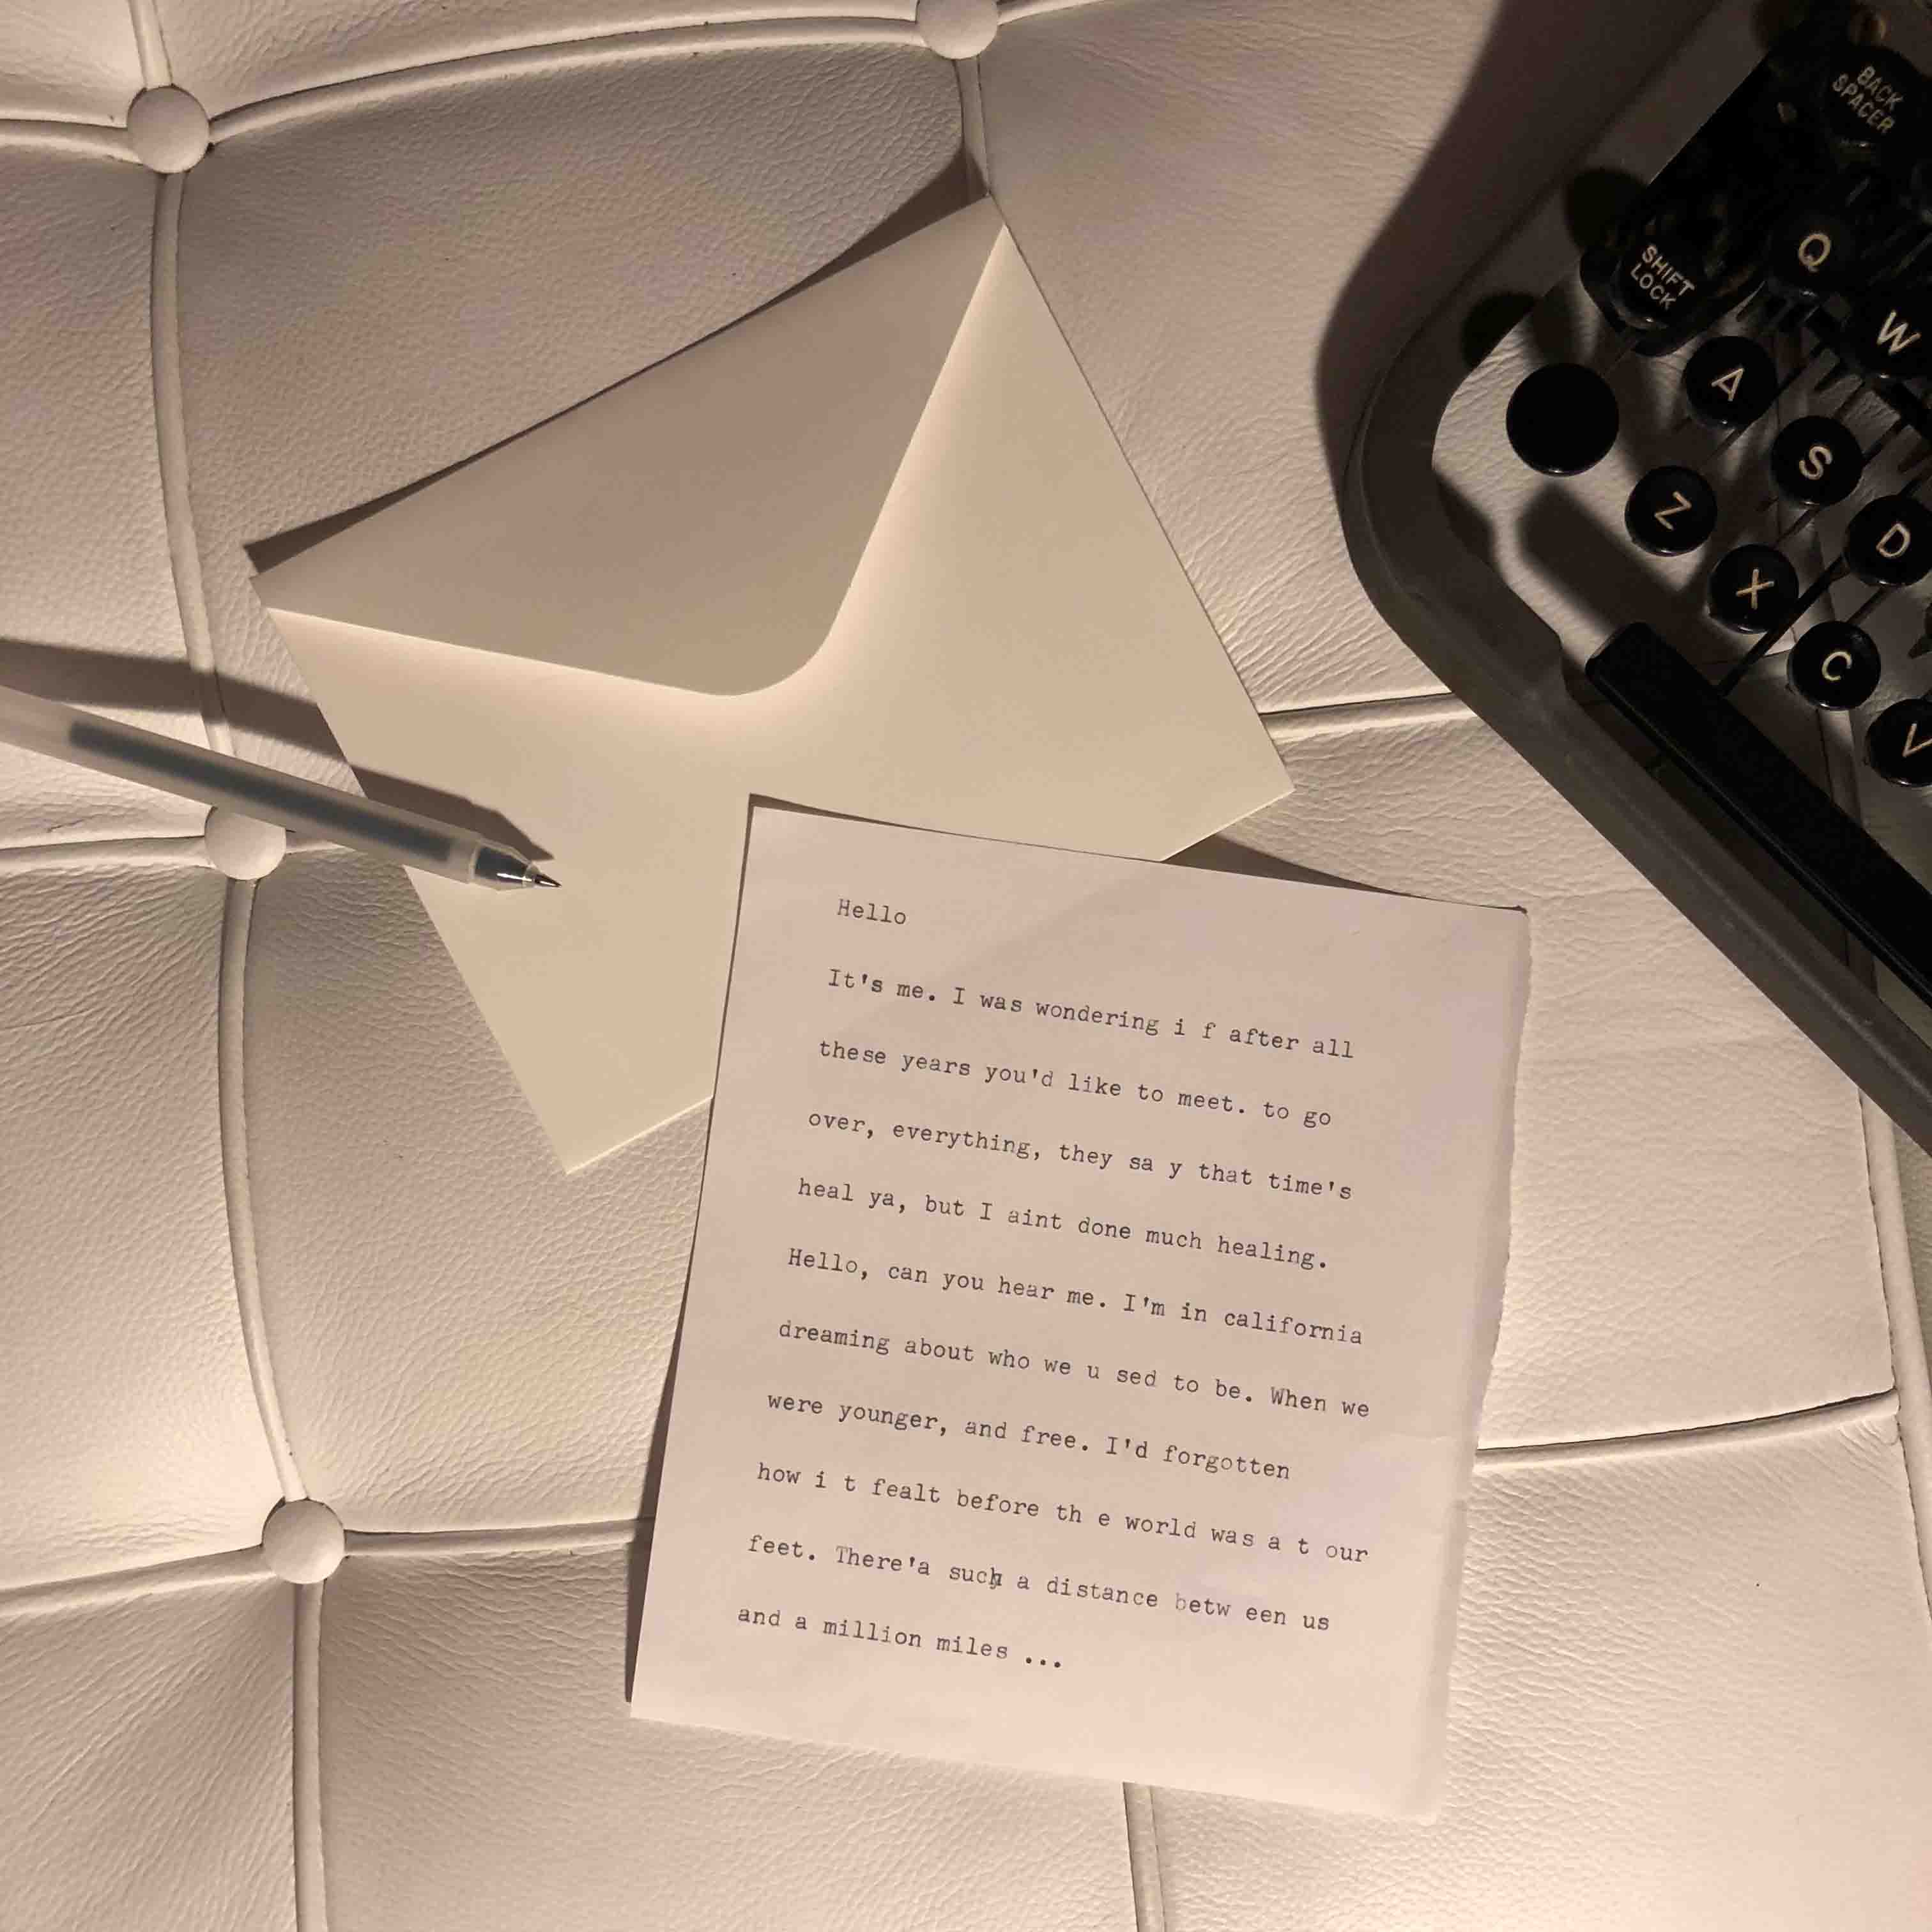 BACK
SPACER
SHIFT
LOCK
Q
W
A
S
D
Z
X
C
V
Hello
It's me. I was wondering i f after all
these years you'd like to meet. to go
over, everything, they sa y that time's
heal ya, but I aint done much healing.
Hello, can you hear me. I'm in california
dreaming about who we u sed to be. When we
were younger, and free. I'd forgotten
how i t fealt before th e world was a t our
feet. There'a such a distance betw een us
and a million miles ...